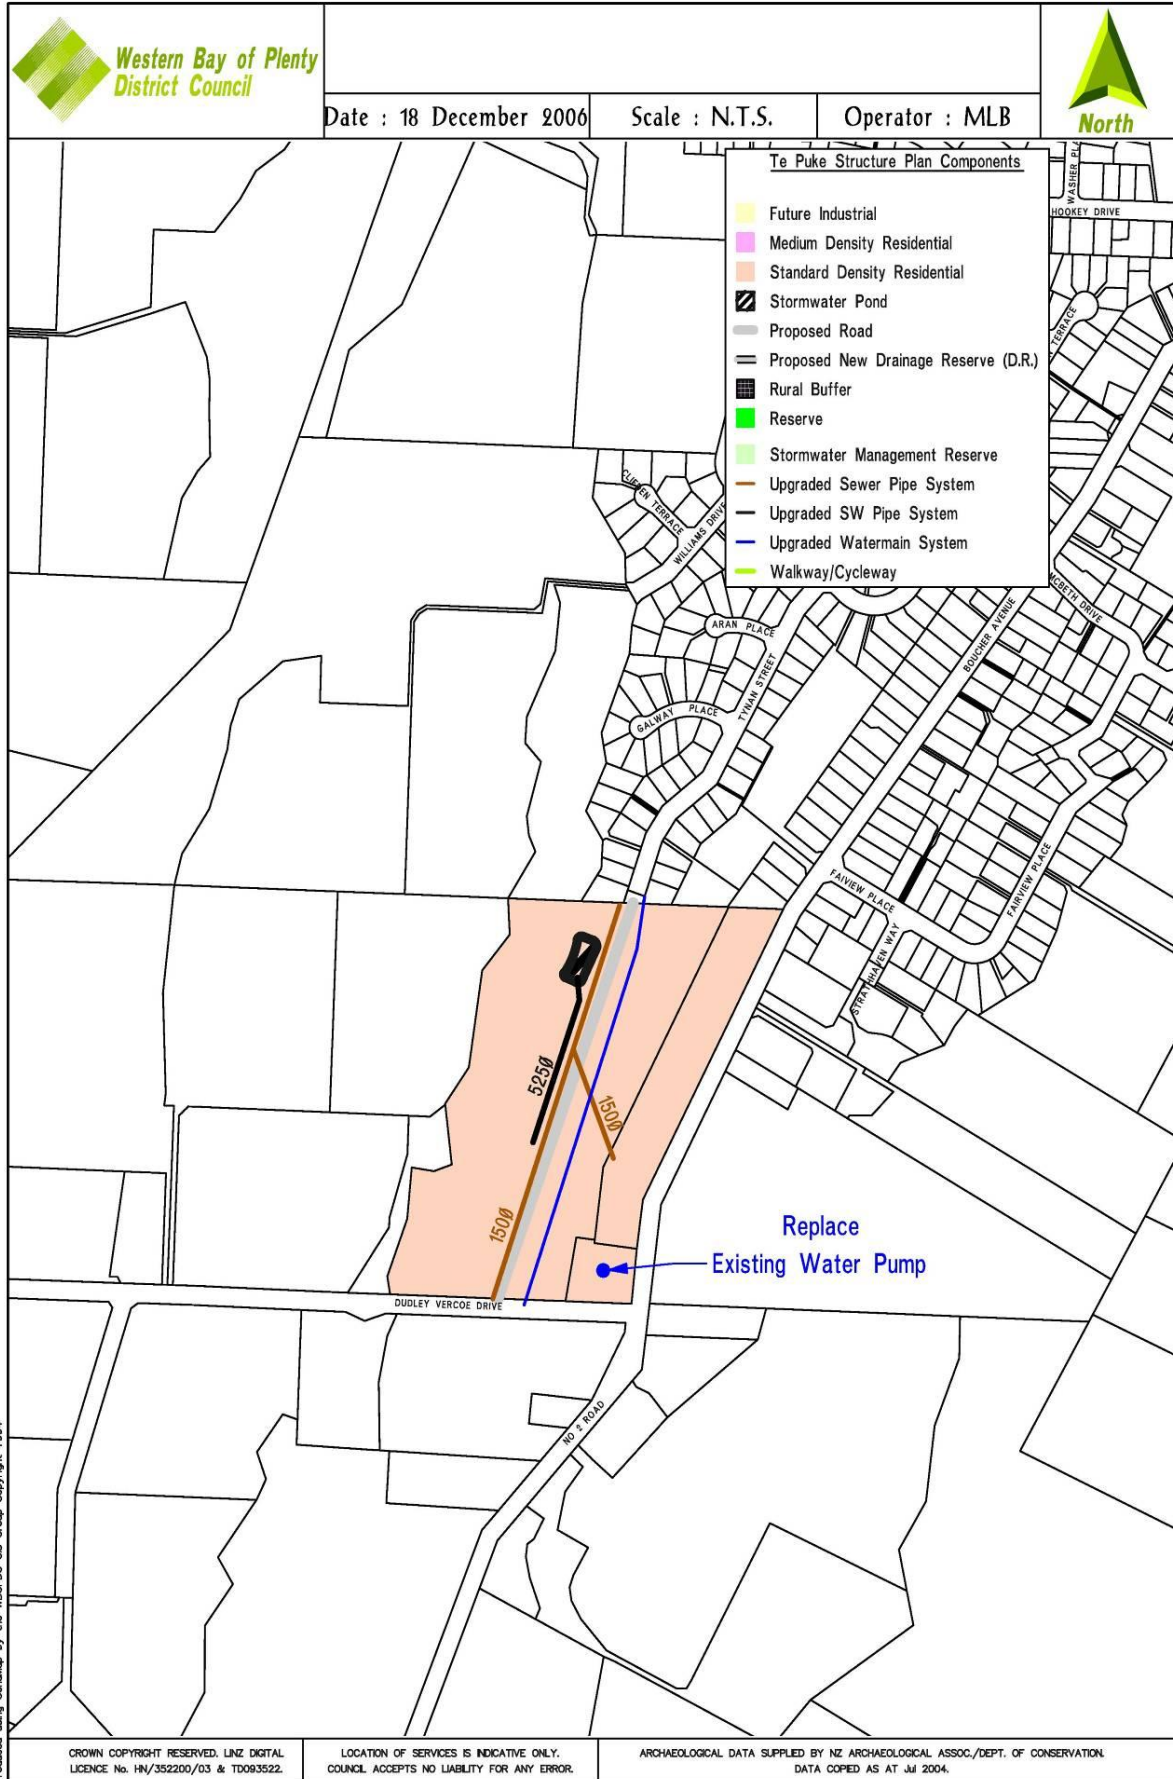 Western Bay of Plenty
District Council
Date : 18 December 2006
Scale : N.T.S.
Operator : MLB
North
Te Puke Structure Plan Components
Future Industrial
Medium Density Residential
Standard Density Residential
Stormwater Pond
Proposed Road
Proposed New Drainage Reserve (D.R.)
Rural Buffer
Reserve
Stormwater Management Reserve
Upgraded Sewer Pipe System
Upgraded SW Pipe System
Upgraded Watermain System
Walkway/Cycleway
HOOKEY DRIVE
TERRACE
TERRACE
WILLIAMS DRIVE
MCBETH DRIVE
BOUCHER AVENUE
ARAN PLACE
TYNAN STREET
GALWAY PLACE
FAIVIEW PLACE
FAIRVIEW PLACE
STRATHHAVEN WAY
525Ø
150Ø
150Ø
Replace
Existing Water Pump
DUDLEY VERCOE DRIVE
NO 2 ROAD
CROWN COPYRIGHT RESERVED. LINZ DIGITAL
LICENCE No. HN/352200/03 & TD093522.
LOCATION OF SERVICES IS INDICATIVE ONLY.
COUNCIL ACCEPTS NO LIABILITY FOR ANY ERROR.
ARCHAEOLOGICAL DATA SUPPLIED BY NZ ARCHAEOLOGICAL ASSOC./DEPT. OF CONSERVATION.
DATA COPIED AS AT Jul 2004.